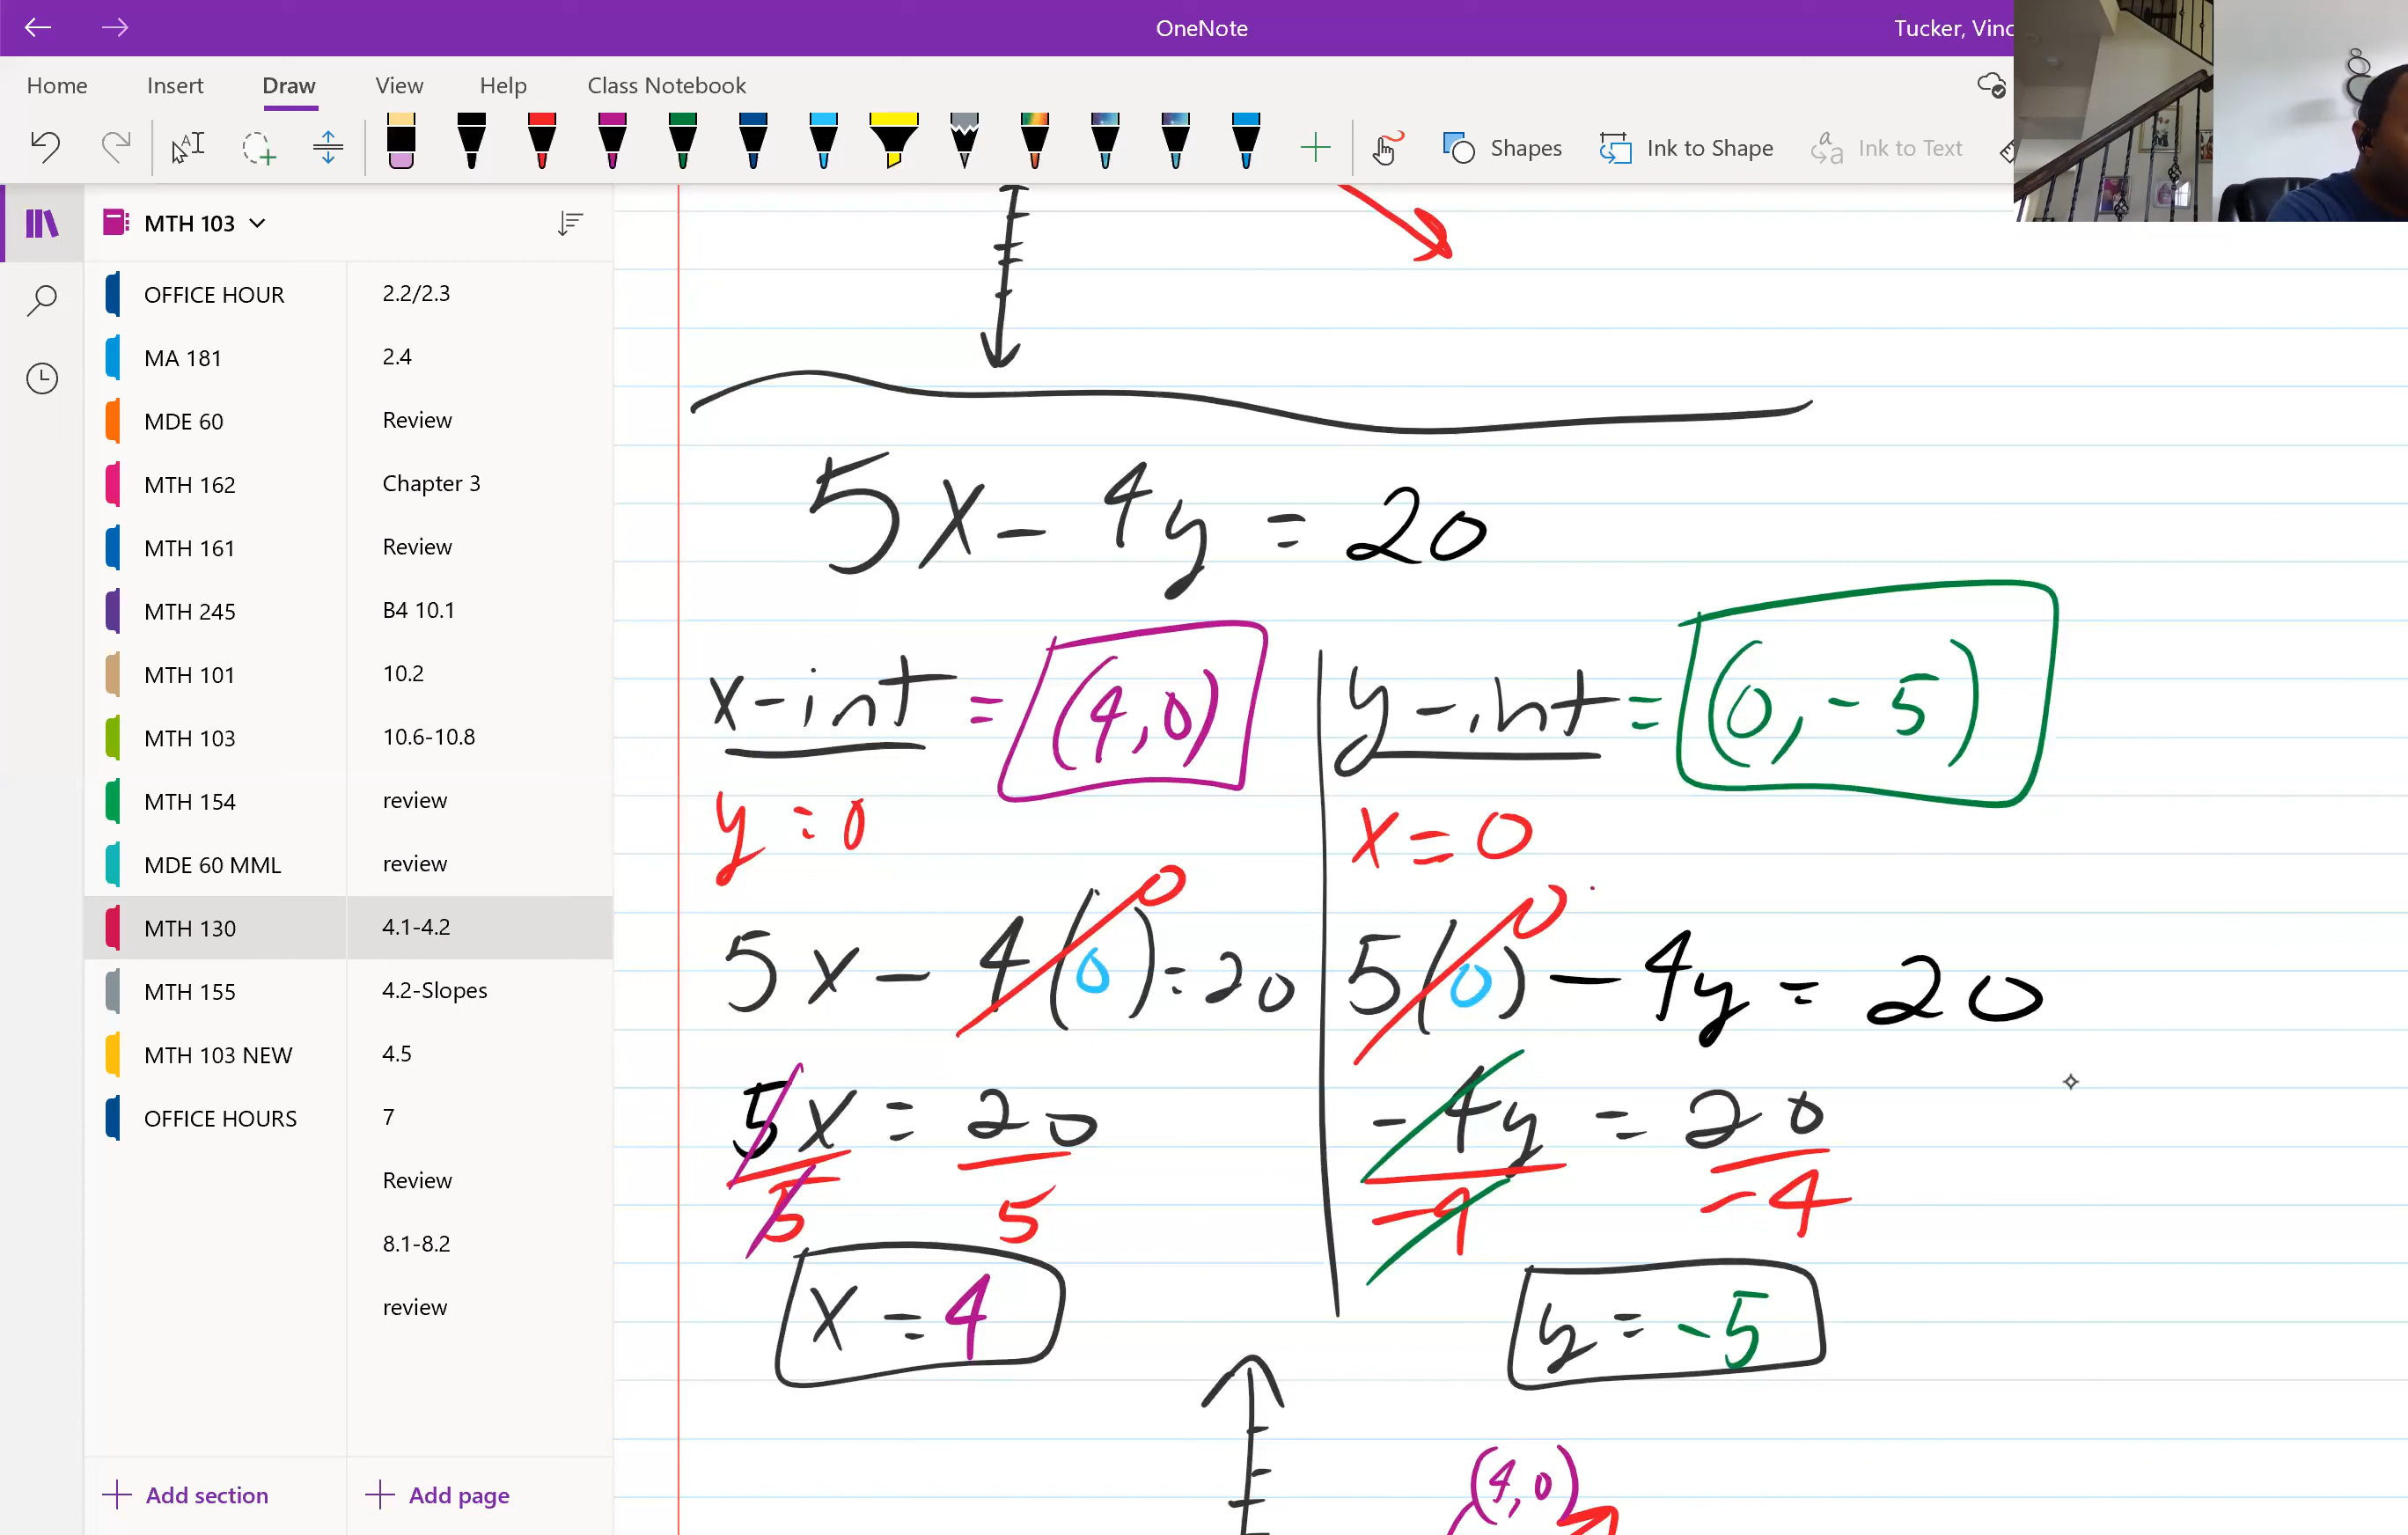 OneNote
Tucker, Vinc
Home Insert Draw View Help Class Notebook
Shapes Ink to Shape Ink to Text
MTH 103
OFFICE HOUR
MA 181
MDE 60
MTH 162
MTH 161
MTH 245
MTH 101
MTH 103
MTH 154
MDE 60 MML
MTH 130
MTH 155
MTH 103 NEW
OFFICE HOURS
Add section
2.2/2.3
2.4
Review
Chapter 3
Review
B4 10.1
10.2
10.6-10.8
review
review
4.1-4.2
4.2-Slopes
4.5
7
Review
8.1-8.2
review
Add page
5x - 4y = 20
x-int = (4,0)
y = 0
5x - 4(0) = 20
0
5x = 20
5 5
x = 4
y-int = (0, -5)
x = 0
5(0) - 4y = 20
0
-4y = 20
-4 -4
y = -5
(4,0)